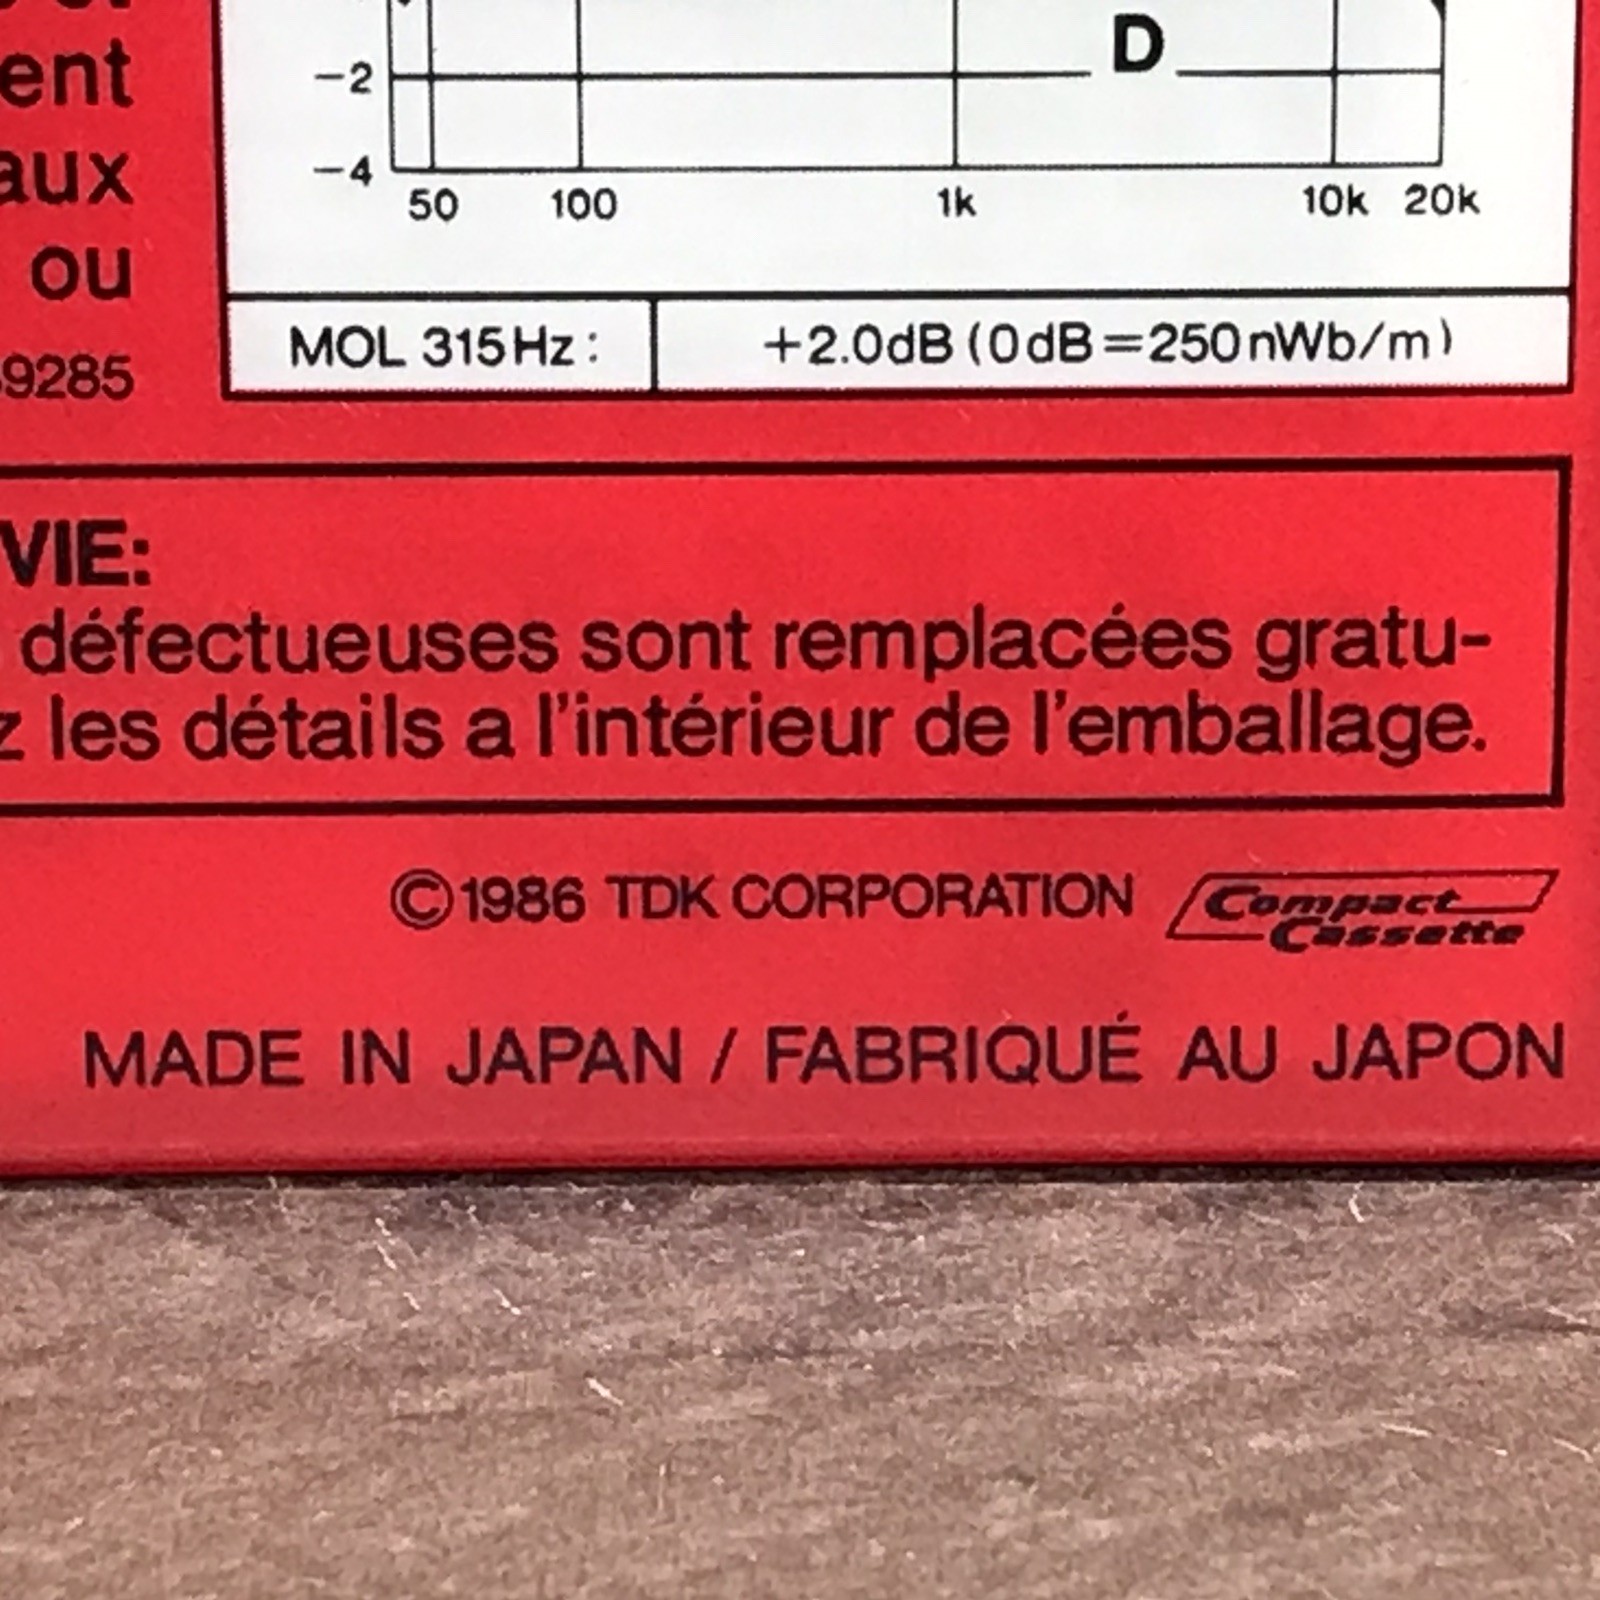 ent
aux
ou
9285
-2
D
-4
50 100 1k 10k 20k
MOL 315Hz: +2.0dB (0dB=250nWb/m)
VIE:
défectueuses sont remplacées gratu-
z les détails a l'intérieur de l'emballage.
©1986 TDK CORPORATION Compact Cassette
MADE IN JAPAN / FABRIQUÉ AU JAPON